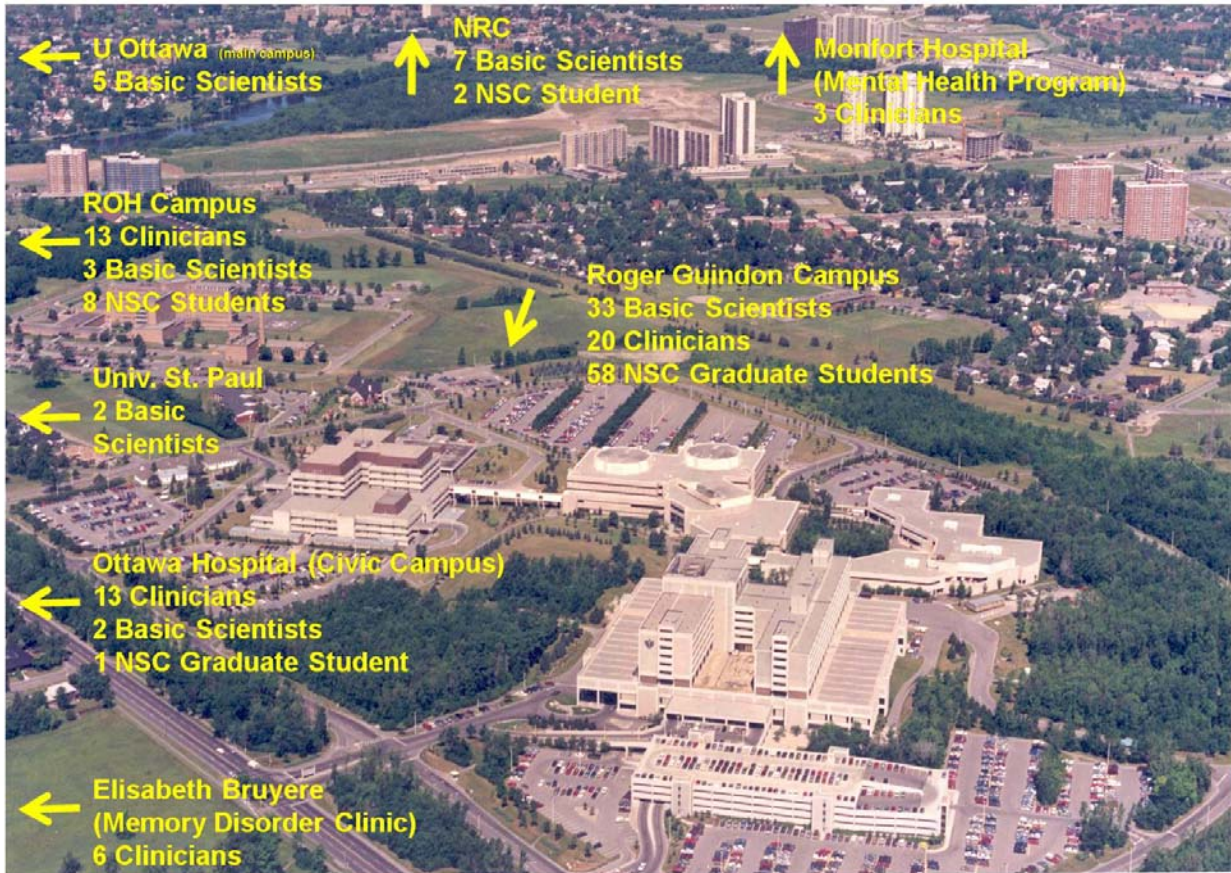 U Ottawa (main campus)
5 Basic Scientists
NRC
7 Basic Scientists
2 NSC Student
Monfort Hospital
(Mental Health Program)
3 Clinicians
ROH Campus
13 Clinicians
3 Basic Scientists
8 NSC Students
Roger Guindon Campus
33 Basic Scientists
20 Clinicians
58 NSC Graduate Students
Univ. St. Paul
2 Basic
Scientists
Ottawa Hospital (Civic Campus)
13 Clinicians
2 Basic Scientists
1 NSC Graduate Student
Elisabeth Bruyere
(Memory Disorder Clinic)
6 Clinicians